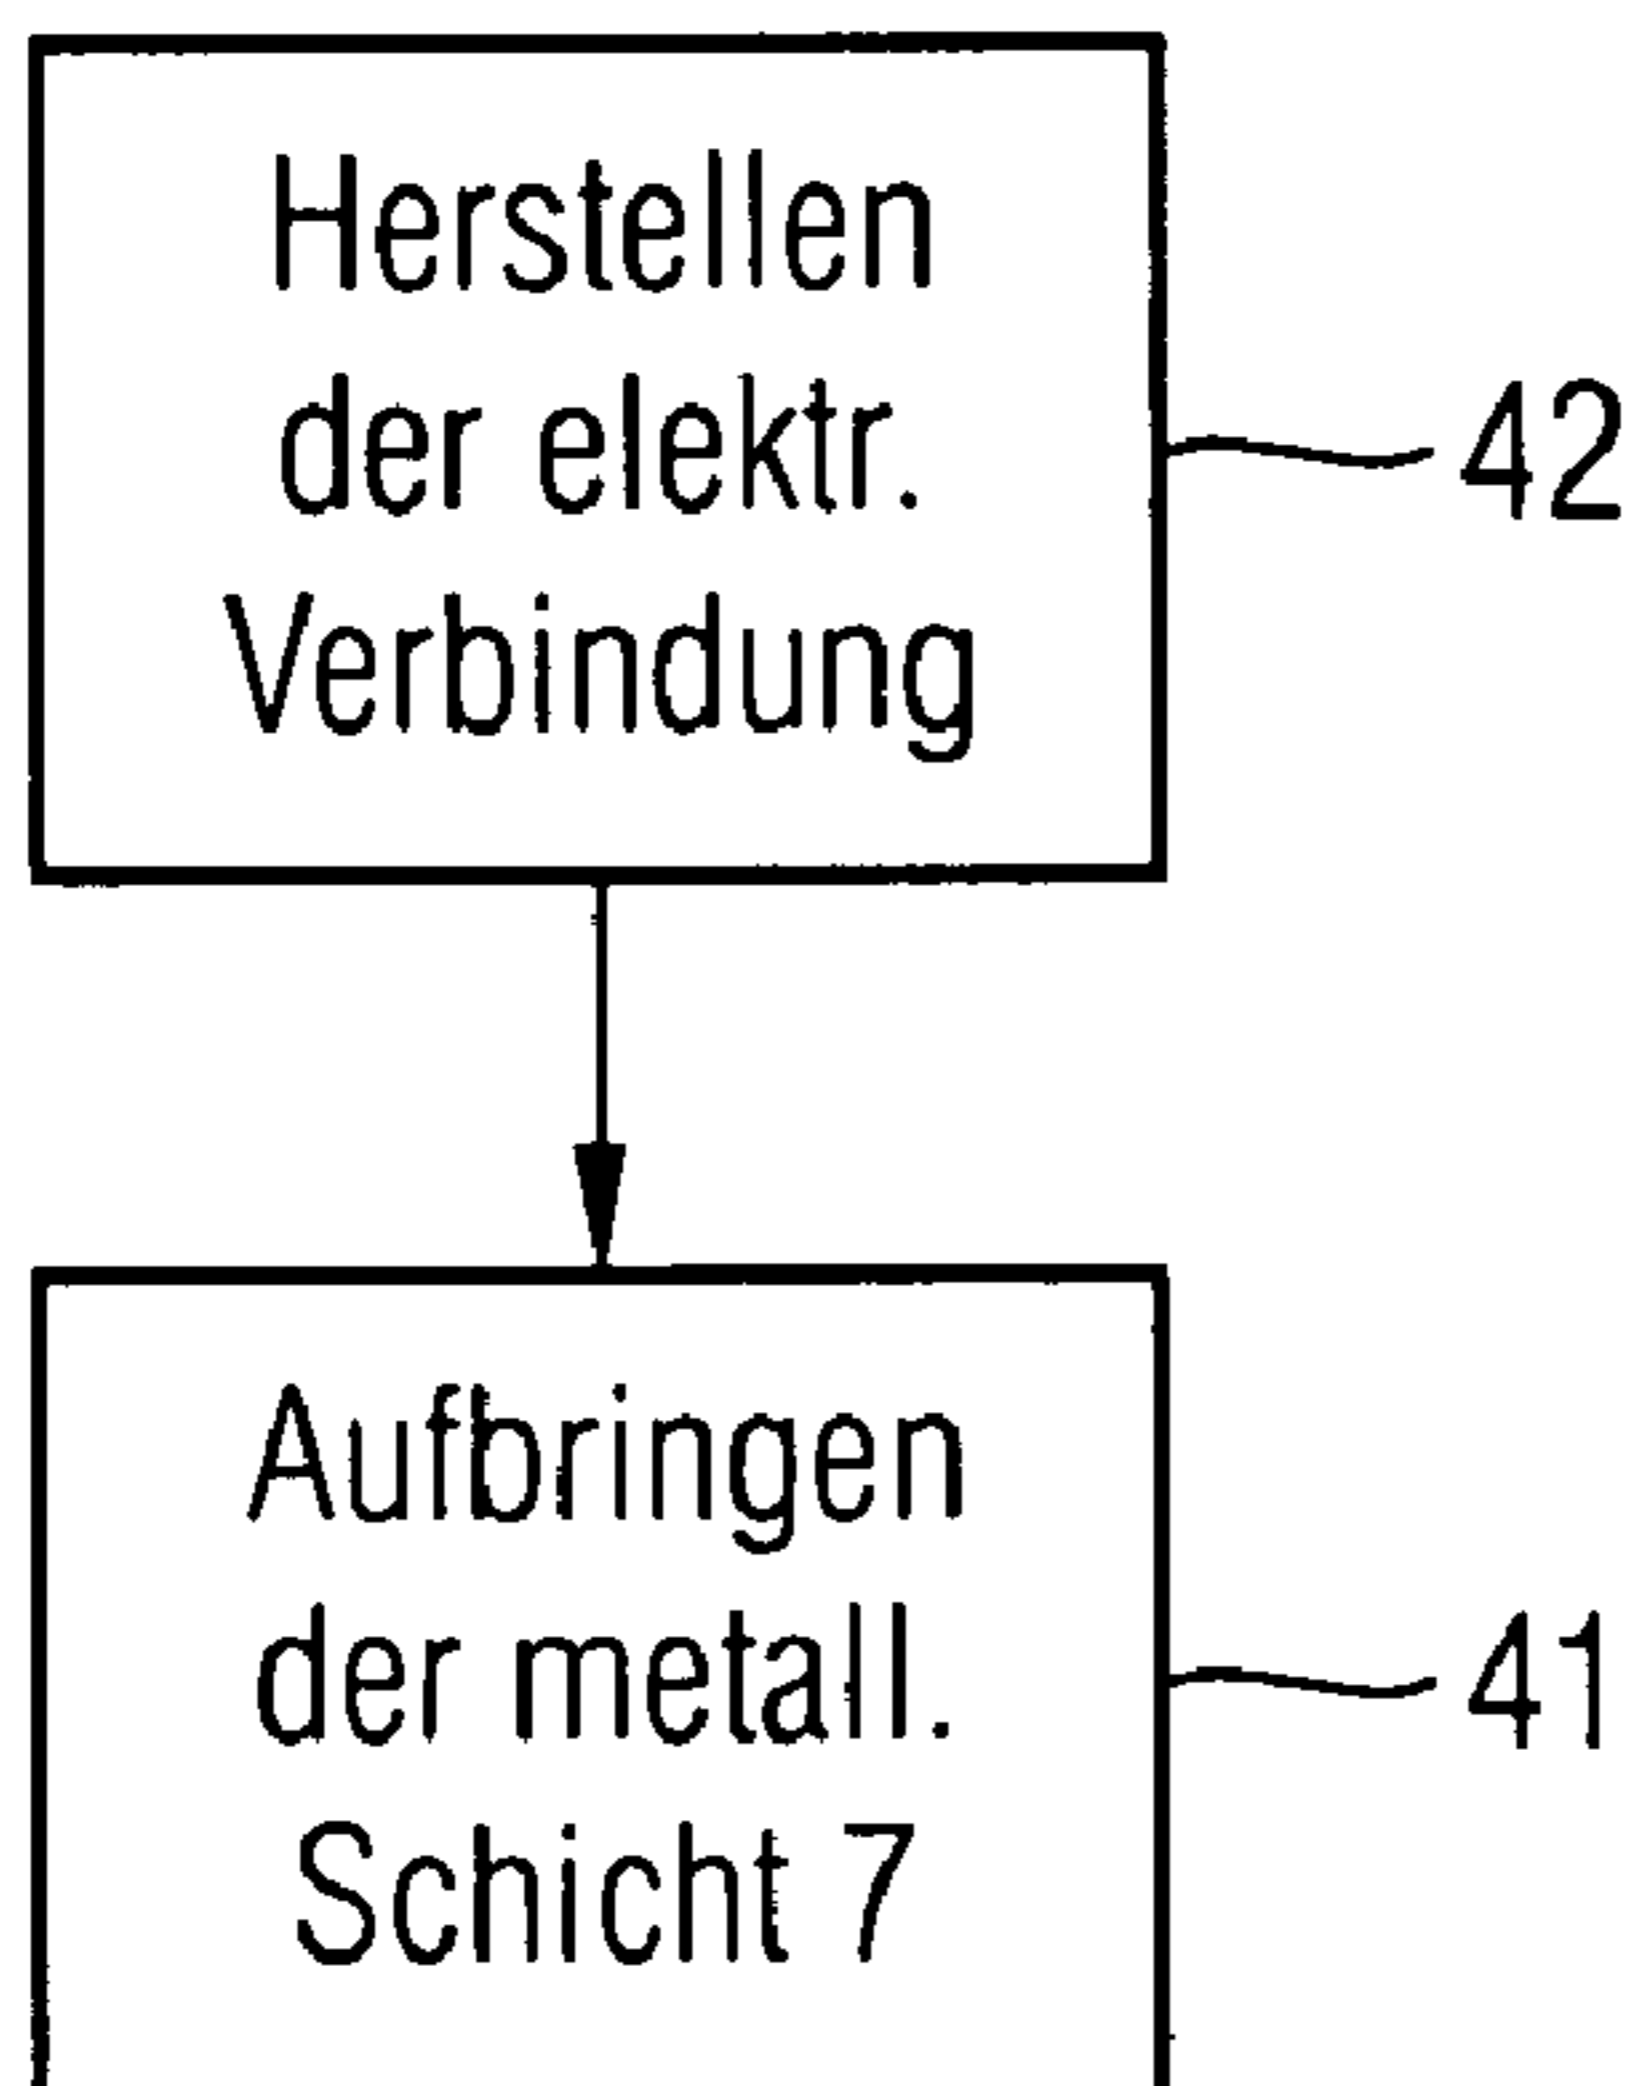 Herstellen
der elektr.
Verbindung
42
Aufbringen
der metall.
Schicht 7
41